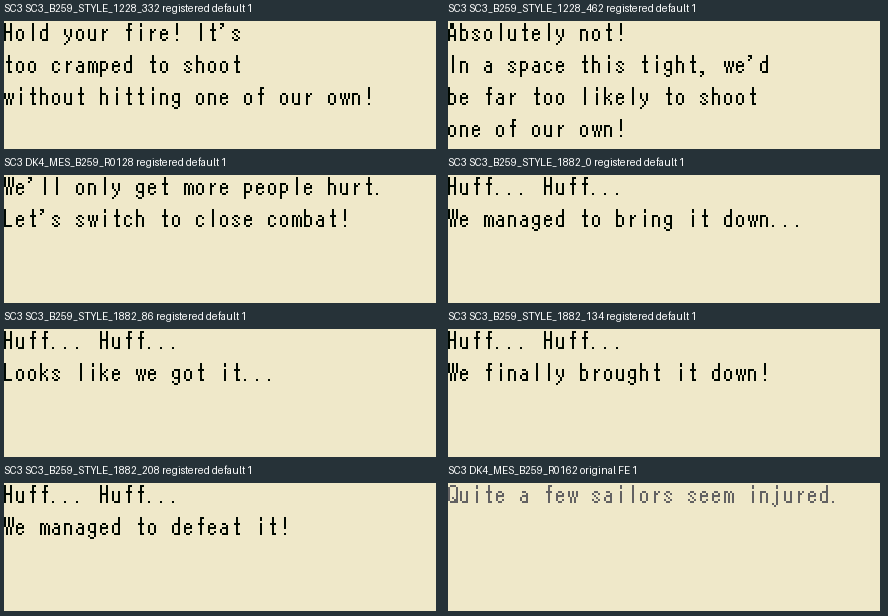 SC3 SC3_B259_STYLE_1228_332 registered default 1
Hold your fire! It's
too cramped to shoot
without hitting one of our own!
SC3 SC3_B259_STYLE_1228_462 registered default 1
Absolutely not!
In a space this tight, we'd
be far too likely to shoot
one of our own!
SC3 DK4_MES_B259_R0128 registered default 1
We'll only get more people hurt.
Let's switch to close combat!
SC3 SC3_B259_STYLE_1882_0 registered default 1
Huff... Huff...
We managed to bring it down...
SC3 SC3_B259_STYLE_1882_86 registered default 1
Huff... Huff...
Looks like we got it...
SC3 SC3_B259_STYLE_1882_134 registered default 1
Huff... Huff...
We finally brought it down!
SC3 SC3_B259_STYLE_1882_208 registered default 1
Huff... Huff...
We managed to defeat it!
SC3 DK4_MES_B259_R0162 original FE 1
Quite a few sailors seem injured.